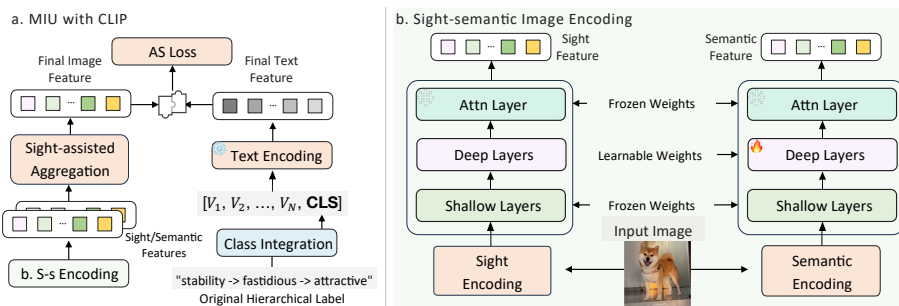 a. MIU with CLIP
AS Loss
Final Image
Feature
Final Text
Feature
...
...
Sight-assisted
Aggregation
Text Encoding
[V1, V2, ..., VN, CLS]
...
Sight/Semantic
Features
Class Integration
b. S-s Encoding
"stability -> fastidious -> attractive"
Original Hierarchical Label
b. Sight-semantic Image Encoding
...
Sight
Feature
Semantic
Feature
...
Attn Layer
Frozen Weights
Attn Layer
Deep Layers
Learnable Weights
Deep Layers
Shallow Layers
Frozen Weights
Shallow Layers
Input Image
Sight
Encoding
Semantic
Encoding